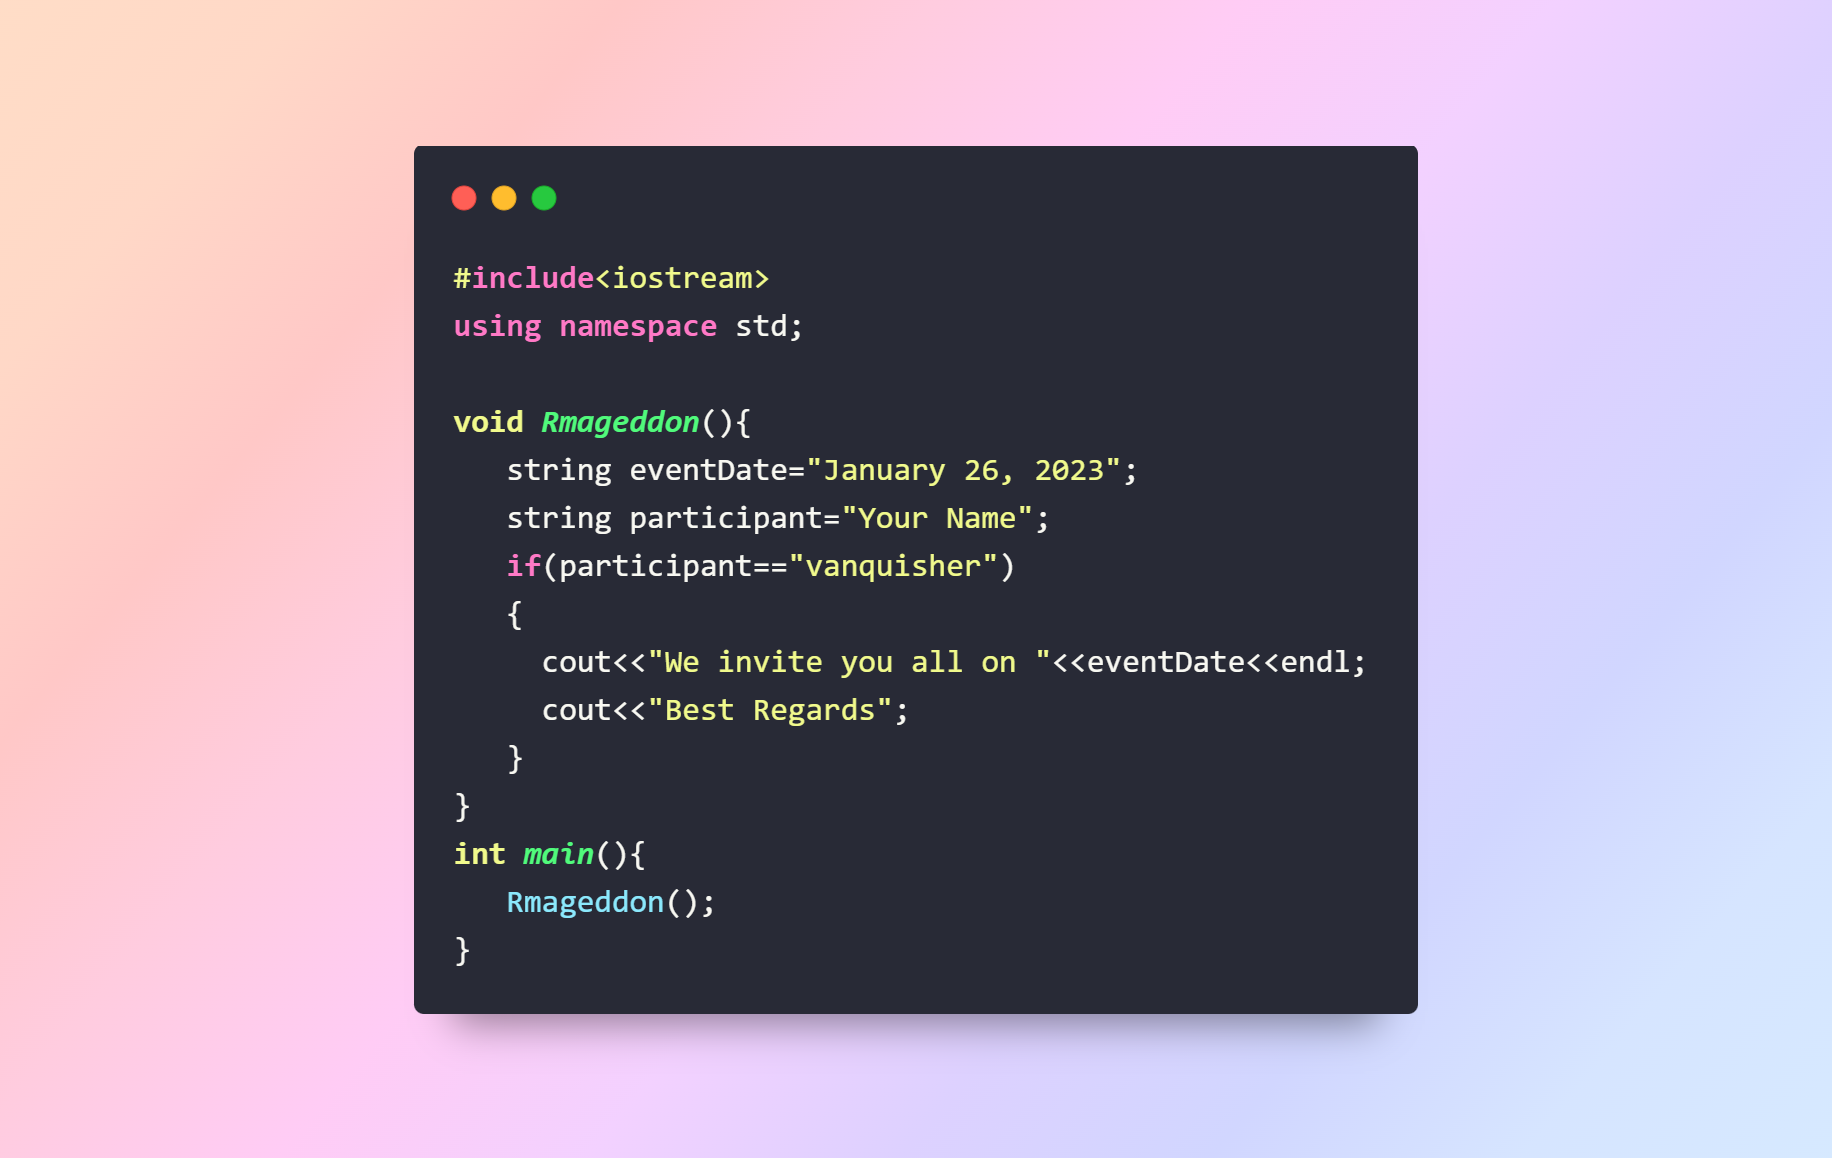 #include<iostream>
using namespace std;
void Rmageddon(){
string eventDate="January 26, 2023";
string participant="Your Name";
if(participant=="vanquisher")
{
cout<<"We invite you all on "<<eventDate<<endl;
cout<<"Best Regards";
}
}
int main(){
Rmageddon();
}